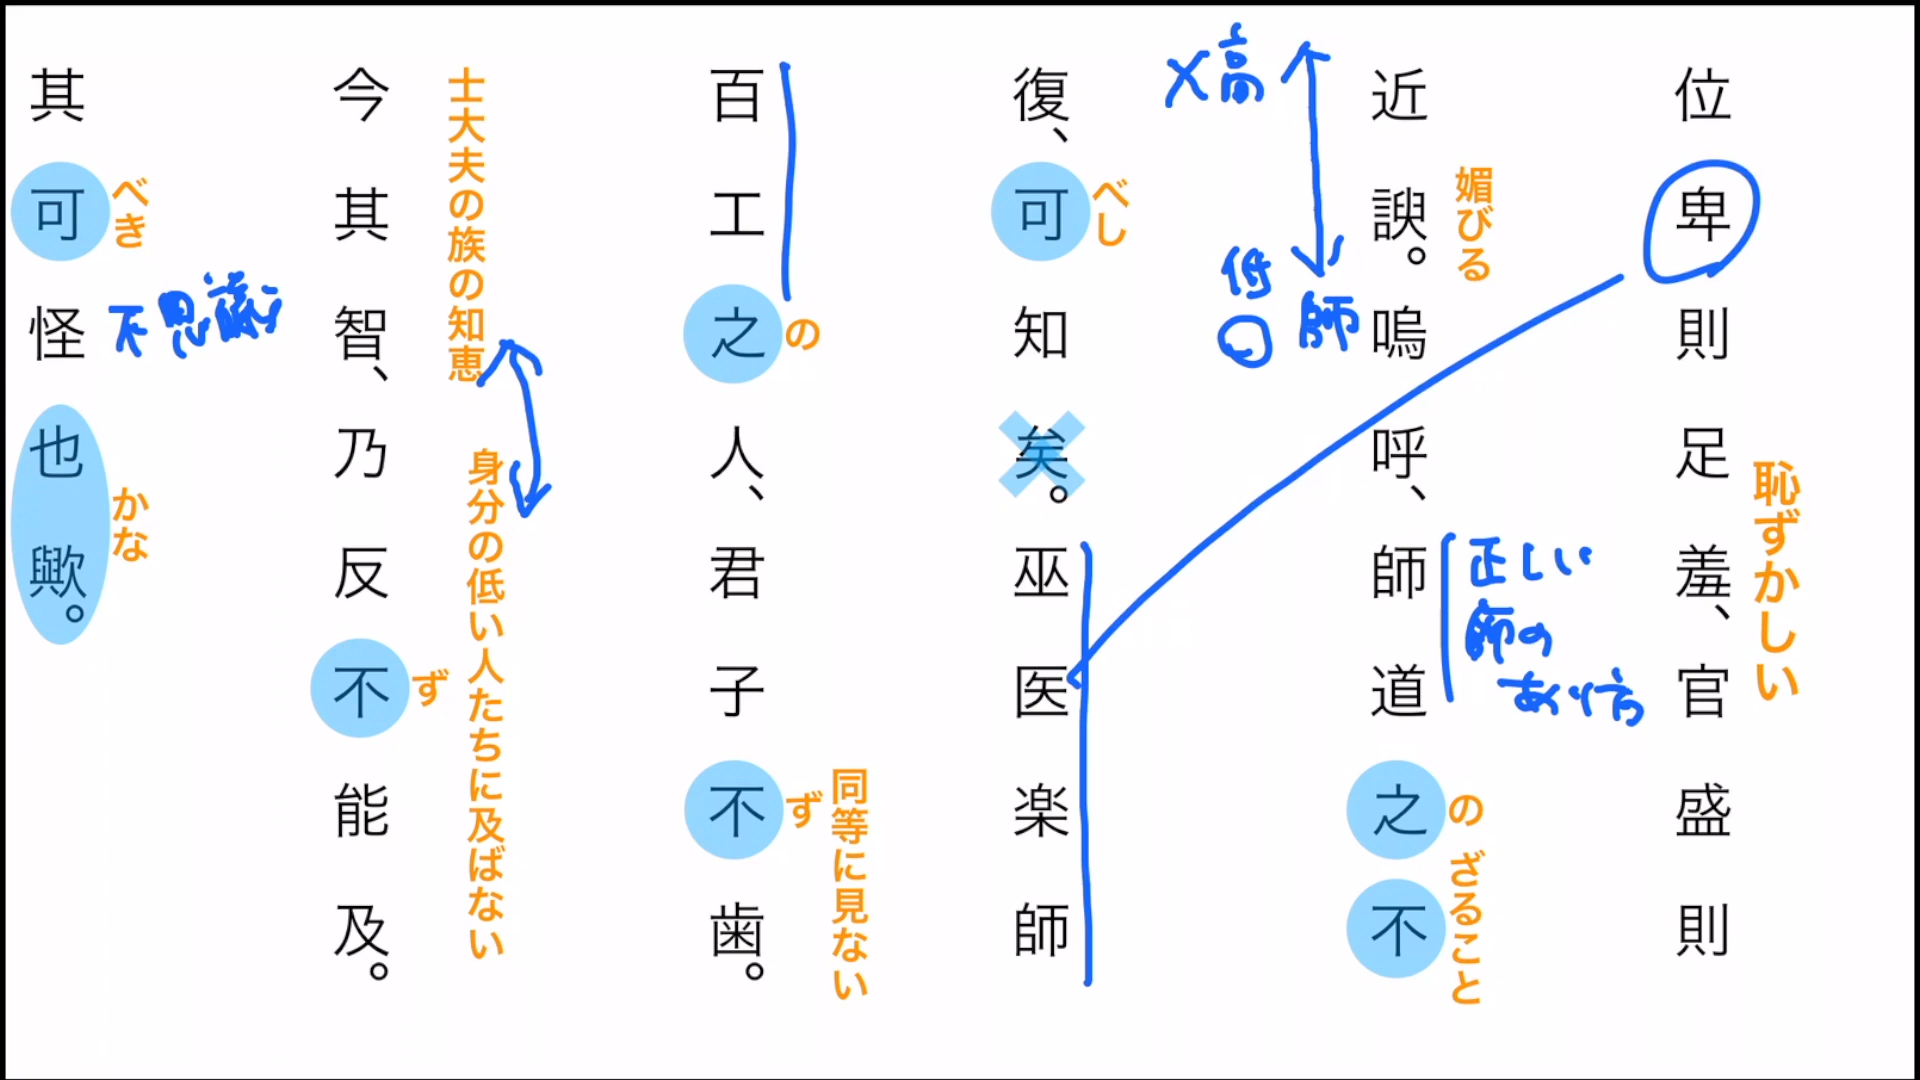 恥ずかしい
位卑則足羞、官盛則
媚びる
正しい
師の
あり方
の
ざること
近諛。嗚呼、師道之不
高
低
師
べし
復、可知矣。巫医楽師
の
ず
同等に見ない
百工之人、君子不歯。
士大夫の族の知恵
身分の低い人たちに及ばない
ず
今其智、乃反不能及。
べき
不思議
かな
其可怪也歟。